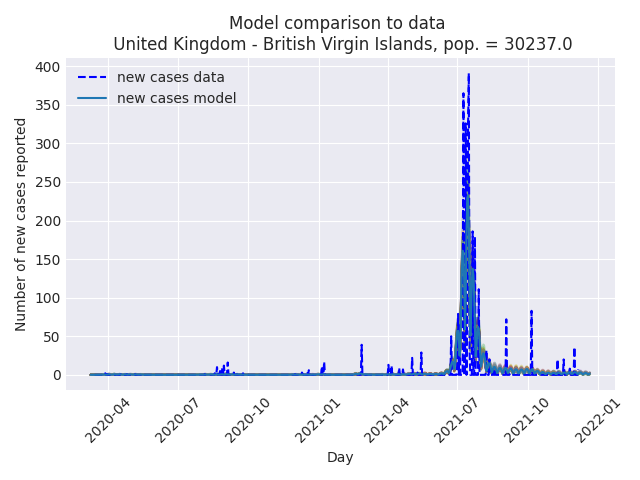 Model comparison to data
United Kingdom - British Virgin Islands, pop. = 30237.0
new cases data
new cases model
Number of new cases reported
400
350
300
250
200
150
100
50
0
2020-04
2020-07
2020-10
2021-01
2021-04
2021-07
2021-10
2022-01
Day